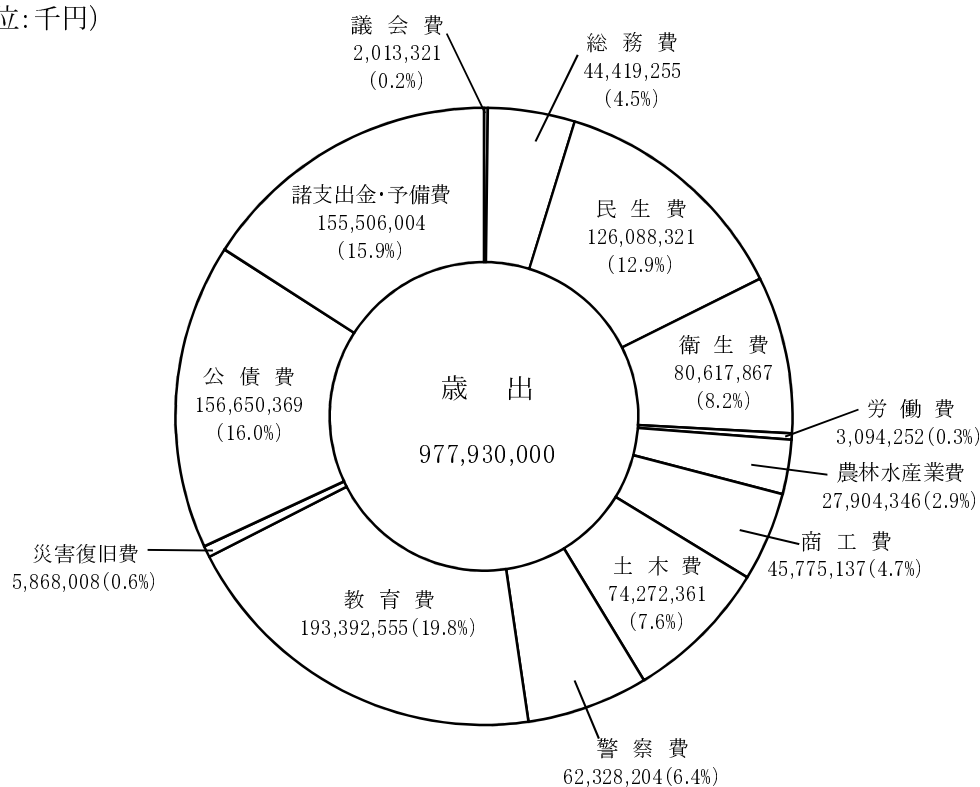 立:千円)
議会費
2,013,321
(0.2%)
総務費
44,419,255
(4.5%)
民生費
126,088,321
(12.9%)
衛生費
80,617,867
(8.2%)
労働費
3,094,252(0.3%)
農林水産業費
27,904,346(2.9%)
商工費
45,775,137(4.7%)
土木費
74,272,361
(7.6%)
警察費
62,328,204(6.4%)
教育費
193,392,555(19.8%)
災害復旧費
5,868,008(0.6%)
公債費
156,650,369
(16.0%)
諸支出金・予備費
155,506,004
(15.9%)
歳出
977,930,000